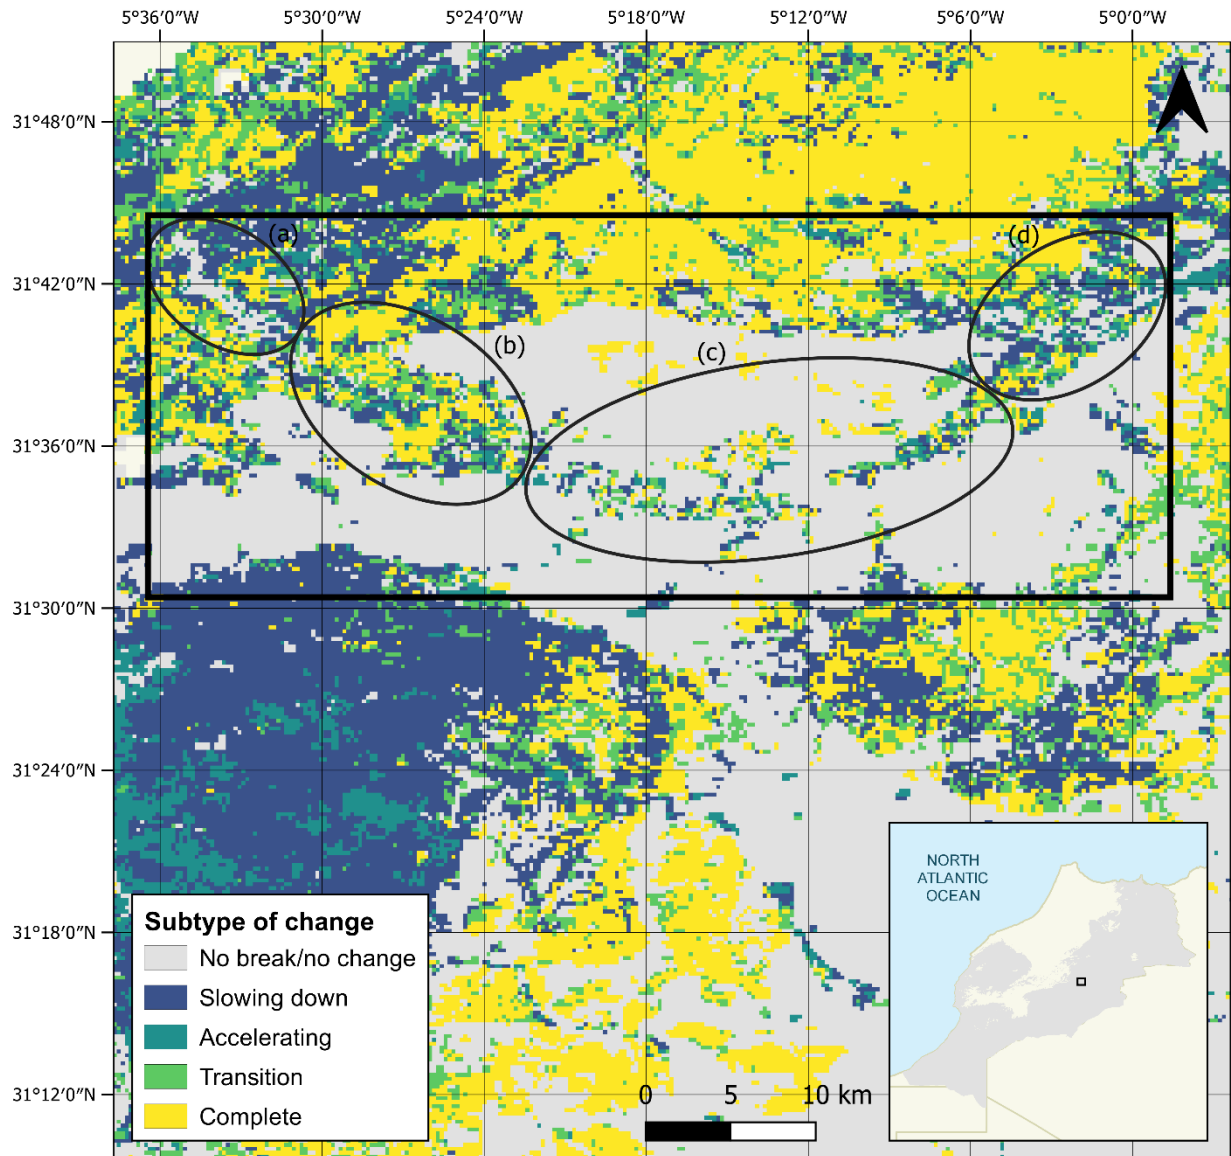 5°36'0"W 5°30'0"W 5°24'0"W 5°18'0"W 5°12'0"W 5°6'0"W 5°0'0"W
31°48'0"N
(a)
(d)
31°42'0"N
(b)
(c)
31°36'0"N
31°30'0"N
31°24'0"N
NORTH
ATLANTIC
OCEAN
Subtype of change
31°18'0"N
No break/no change
Slowing down
Accelerating
Transition
31°12'0"N
0 5 10 km
Complete